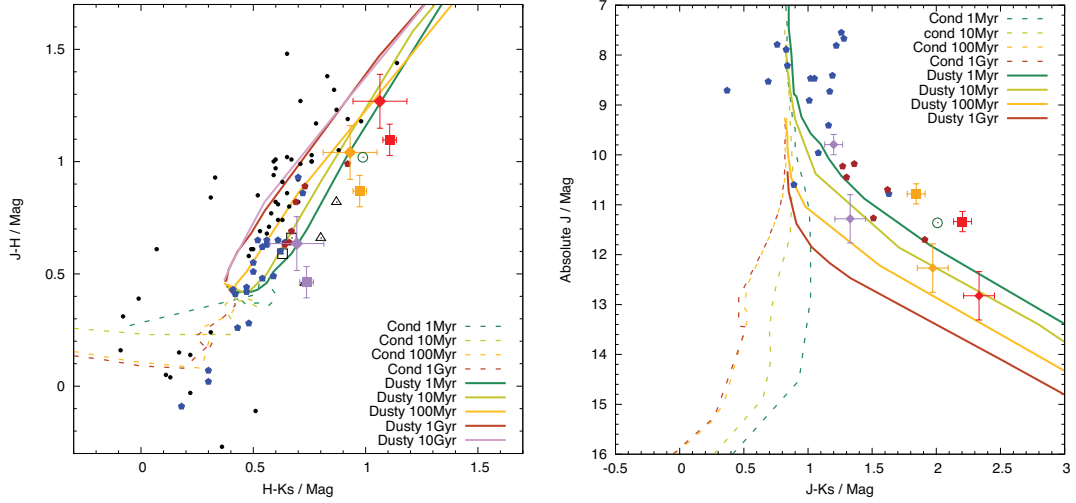 1.5
1
0.5
0
J-H / Mag
0
0.5
1
1.5
H-Ks / Mag
Cond 1Myr
Cond 10Myr
Cond 100Myr
Cond 1Gyr
Dusty 1Myr
Dusty 10Myr
Dusty 100Myr
Dusty 1Gyr
Dusty 10Gyr
7
8
9
10
11
12
13
14
15
16
Absolute J / Mag
-0.5
0
0.5
1
1.5
2
2.5
3
J-Ks / Mag
Cond 1Myr
cond 10Myr
Cond 100Myr
Cond 1Gyr
Dusty 1Myr
Dusty 10Myr
Dusty 100Myr
Dusty 1Gyr